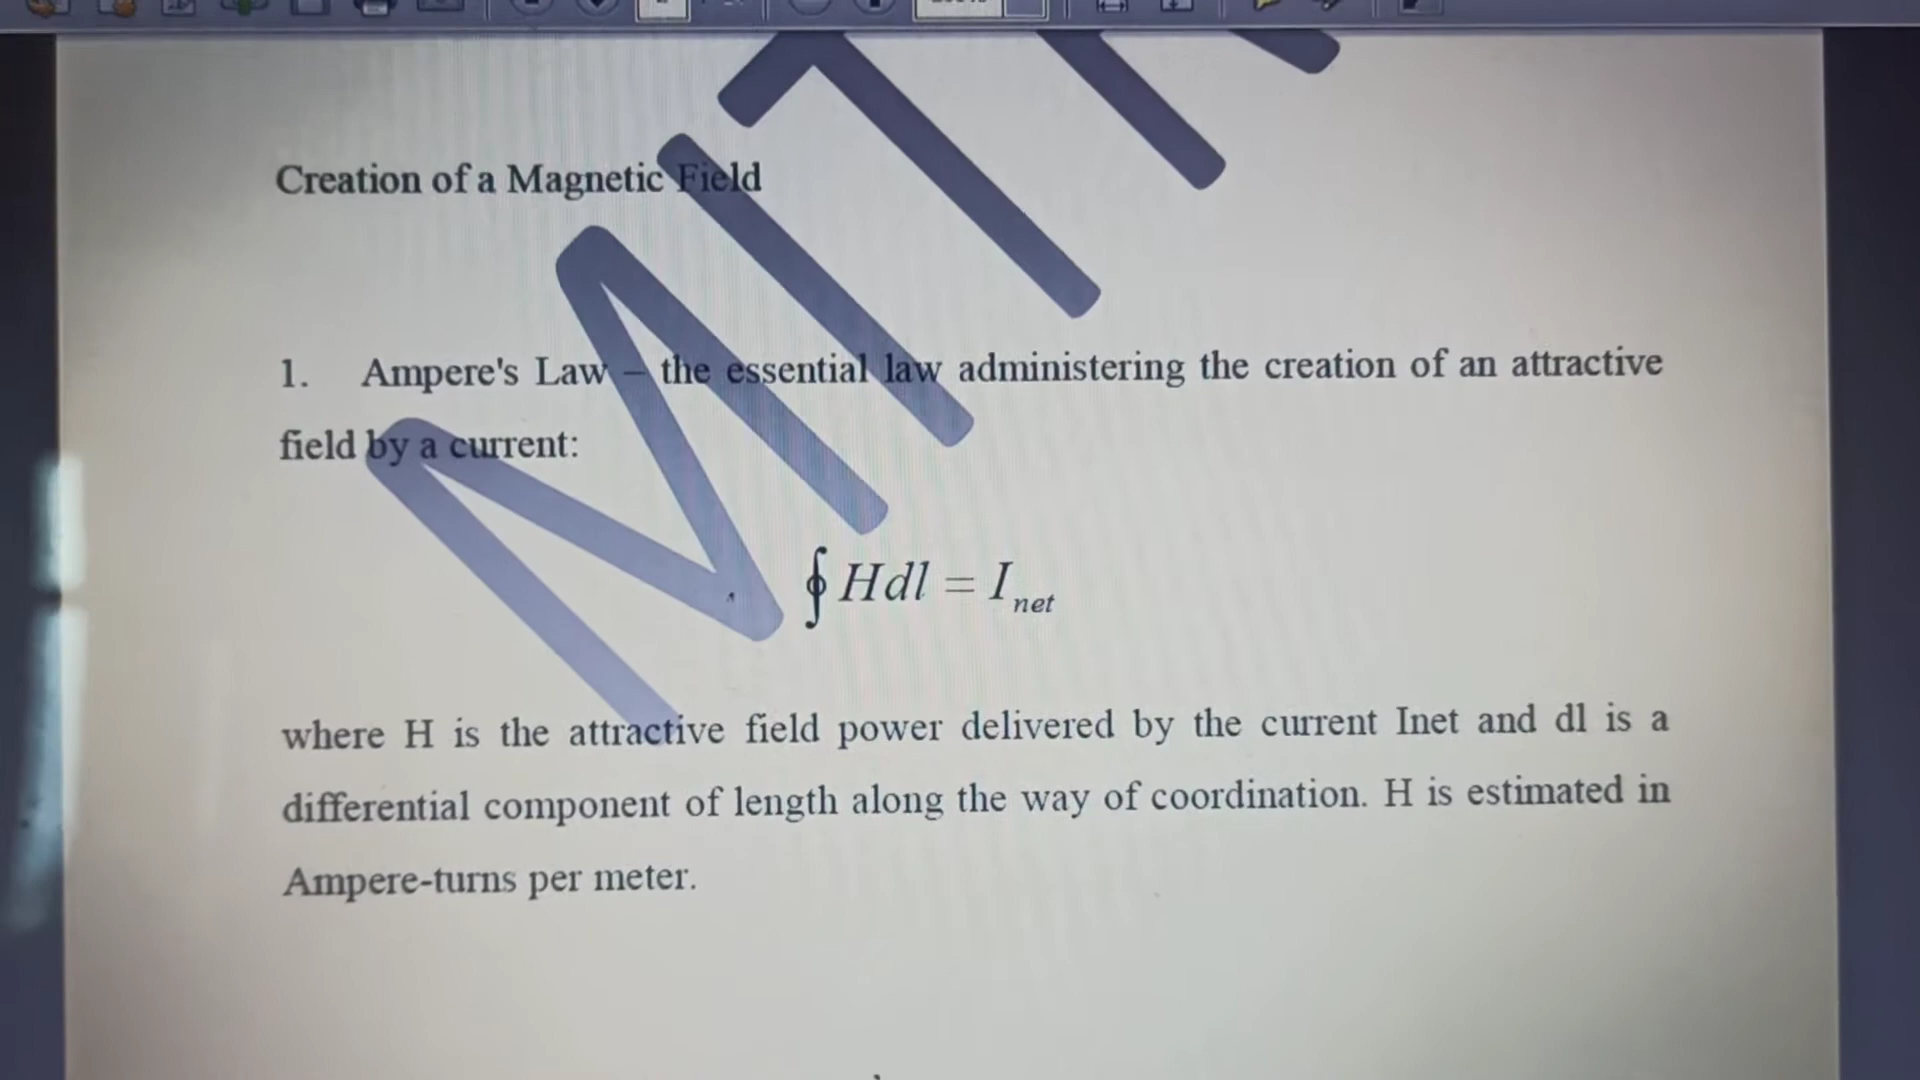 Creation of a Magnetic Field
1. Ampere's Law – the essential law administering the creation of an attractive
field by a current:
∮ Hdl = I_net
where H is the attractive field power delivered by the current Inet and dl is a
differential component of length along the way of coordination. H is estimated in
Ampere-turns per meter.